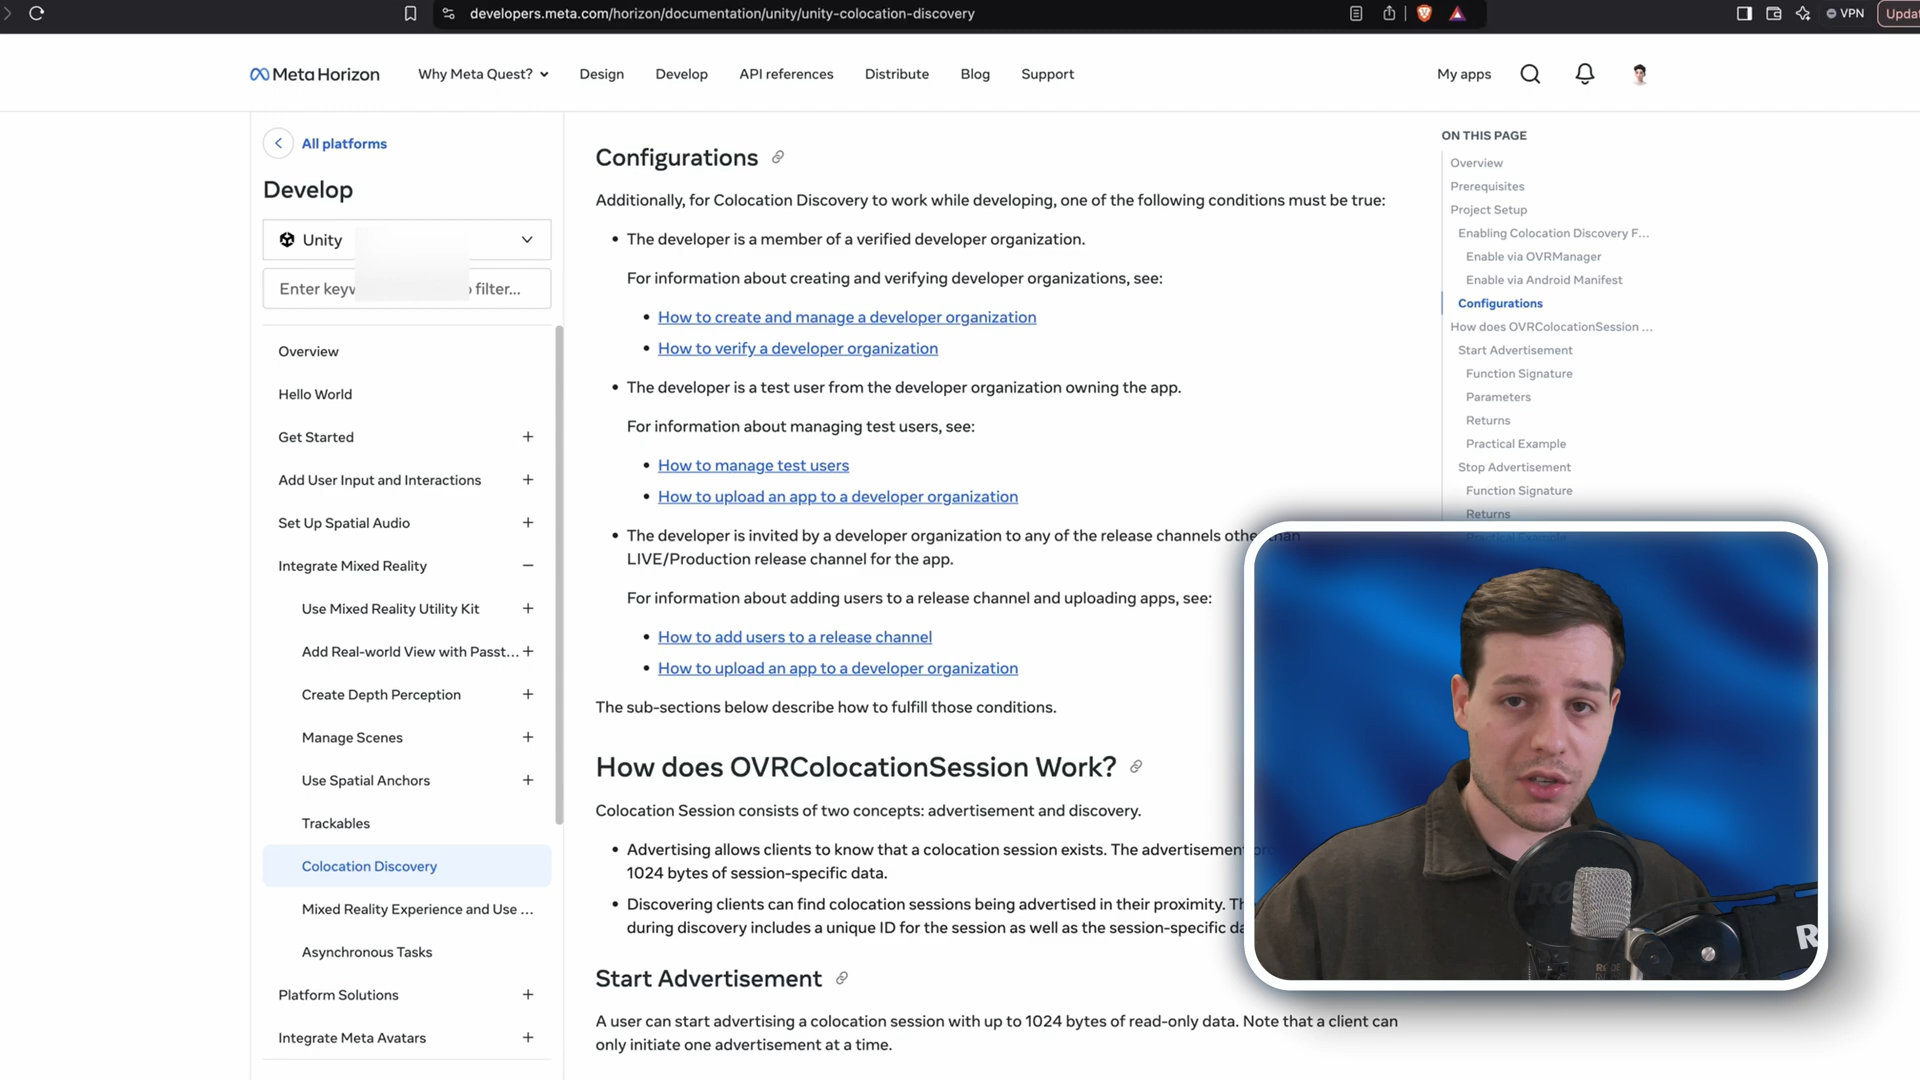 developers.meta.com/horizon/documentation/unity/unity-colocation-discovery
VPN
Updat
Meta Horizon
Why Meta Quest?
Design
Develop
API references
Distribute
Blog
Support
My apps
All platforms
Develop
Unity
Enter keyw
filter...
Overview
Hello World
Get Started
Add User Input and Interactions
Set Up Spatial Audio
Integrate Mixed Reality
Use Mixed Reality Utility Kit
Add Real-world View with Passt...
Create Depth Perception
Manage Scenes
Use Spatial Anchors
Trackables
Colocation Discovery
Mixed Reality Experience and Use ...
Asynchronous Tasks
Platform Solutions
Integrate Meta Avatars
Configurations
Additionally, for Colocation Discovery to work while developing, one of the following conditions must be true:
• The developer is a member of a verified developer organization.
For information about creating and verifying developer organizations, see:
• How to create and manage a developer organization
• How to verify a developer organization
• The developer is a test user from the developer organization owning the app.
For information about managing test users, see:
• How to manage test users
• How to upload an app to a developer organization
• The developer is invited by a developer organization to any of the release channels other than
LIVE/Production release channel for the app.
For information about adding users to a release channel and uploading apps, see:
• How to add users to a release channel
• How to upload an app to a developer organization
The sub-sections below describe how to fulfill those conditions.
How does OVRColocationSession Work?
Colocation Session consists of two concepts: advertisement and discovery.
• Advertising allows clients to know that a colocation session exists. The advertisement
1024 bytes of session-specific data.
• Discovering clients can find colocation sessions being advertised in their proximity.
during discovery includes a unique ID for the session as well as the session-specific
Start Advertisement
A user can start advertising a colocation session with up to 1024 bytes of read-only data. Note that a client can
only initiate one advertisement at a time.
ON THIS PAGE
Overview
Prerequisites
Project Setup
Enabling Colocation Discovery F...
Enable via OVRManager
Enable via Android Manifest
Configurations
How does OVRColocationSession ...
Start Advertisement
Function Signature
Parameters
Returns
Practical Example
Stop Advertisement
Function Signature
Returns